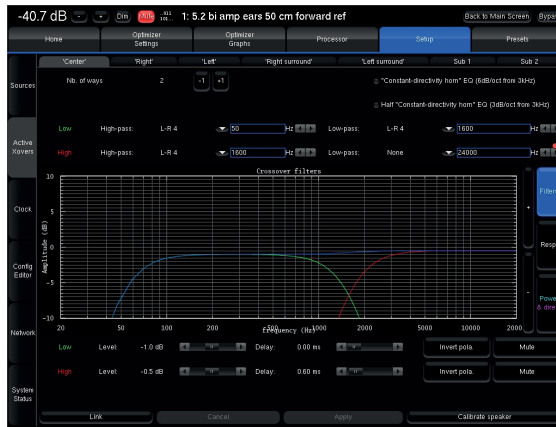 -40.7 dB - + Dim Mute 1: 5.2 bi amp ears 50 cm forward ref Back to Main Screen Bypa
Home Optimizer Settings Optimizer Graphs Processor Setup Presets
'Center' 'Right' 'Left' 'Right surround' 'Left surround' Sub 1 Sub 2
Sources
Nb. of ways 2 -1 +1 "Constant-directivity horn" EQ (6dB/oct from 3kHz)
Half "Constant-directivity horn" EQ (3dB/oct from 3kHz)
Active Xovers
Low High-pass: L-R 4 50 Hz Low-pass: L-R 4 1600 Hz
High High-pass: L-R 4 1600 Hz Low-pass: None 24000 Hz
Crossover filters
Amplitude (dB)
10
5
0
-5
-10
20 50 100 200 500 1000 2000 5000 10000 2000
frequency (Hz)
Clock
Config Editor
Network
System Status
+
-
Filter
Resp
Power
& dire
Low Level: -1.0 dB Delay: 0.00 ms Invert pola. Mute
High Level: -0.5 dB Delay: 0.60 ms Invert pola. Mute
Link Cancel Apply Calibrate speaker